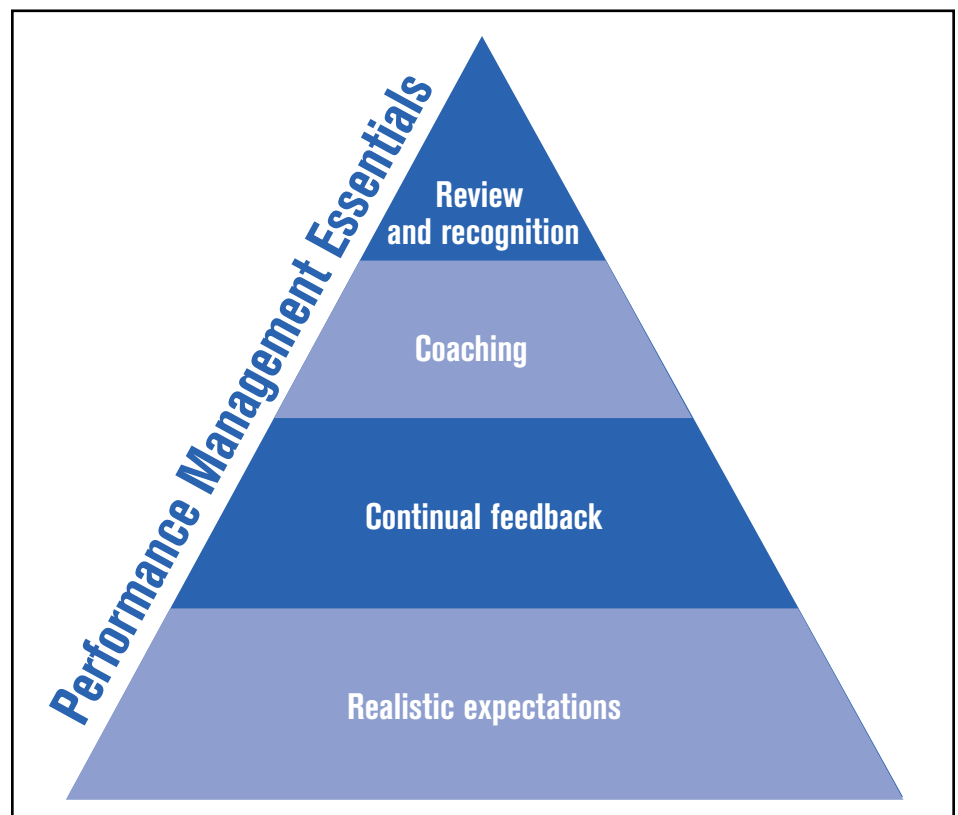 Performance Management Essentials
Review
and recognition
Coaching
Continual feedback
Realistic expectations